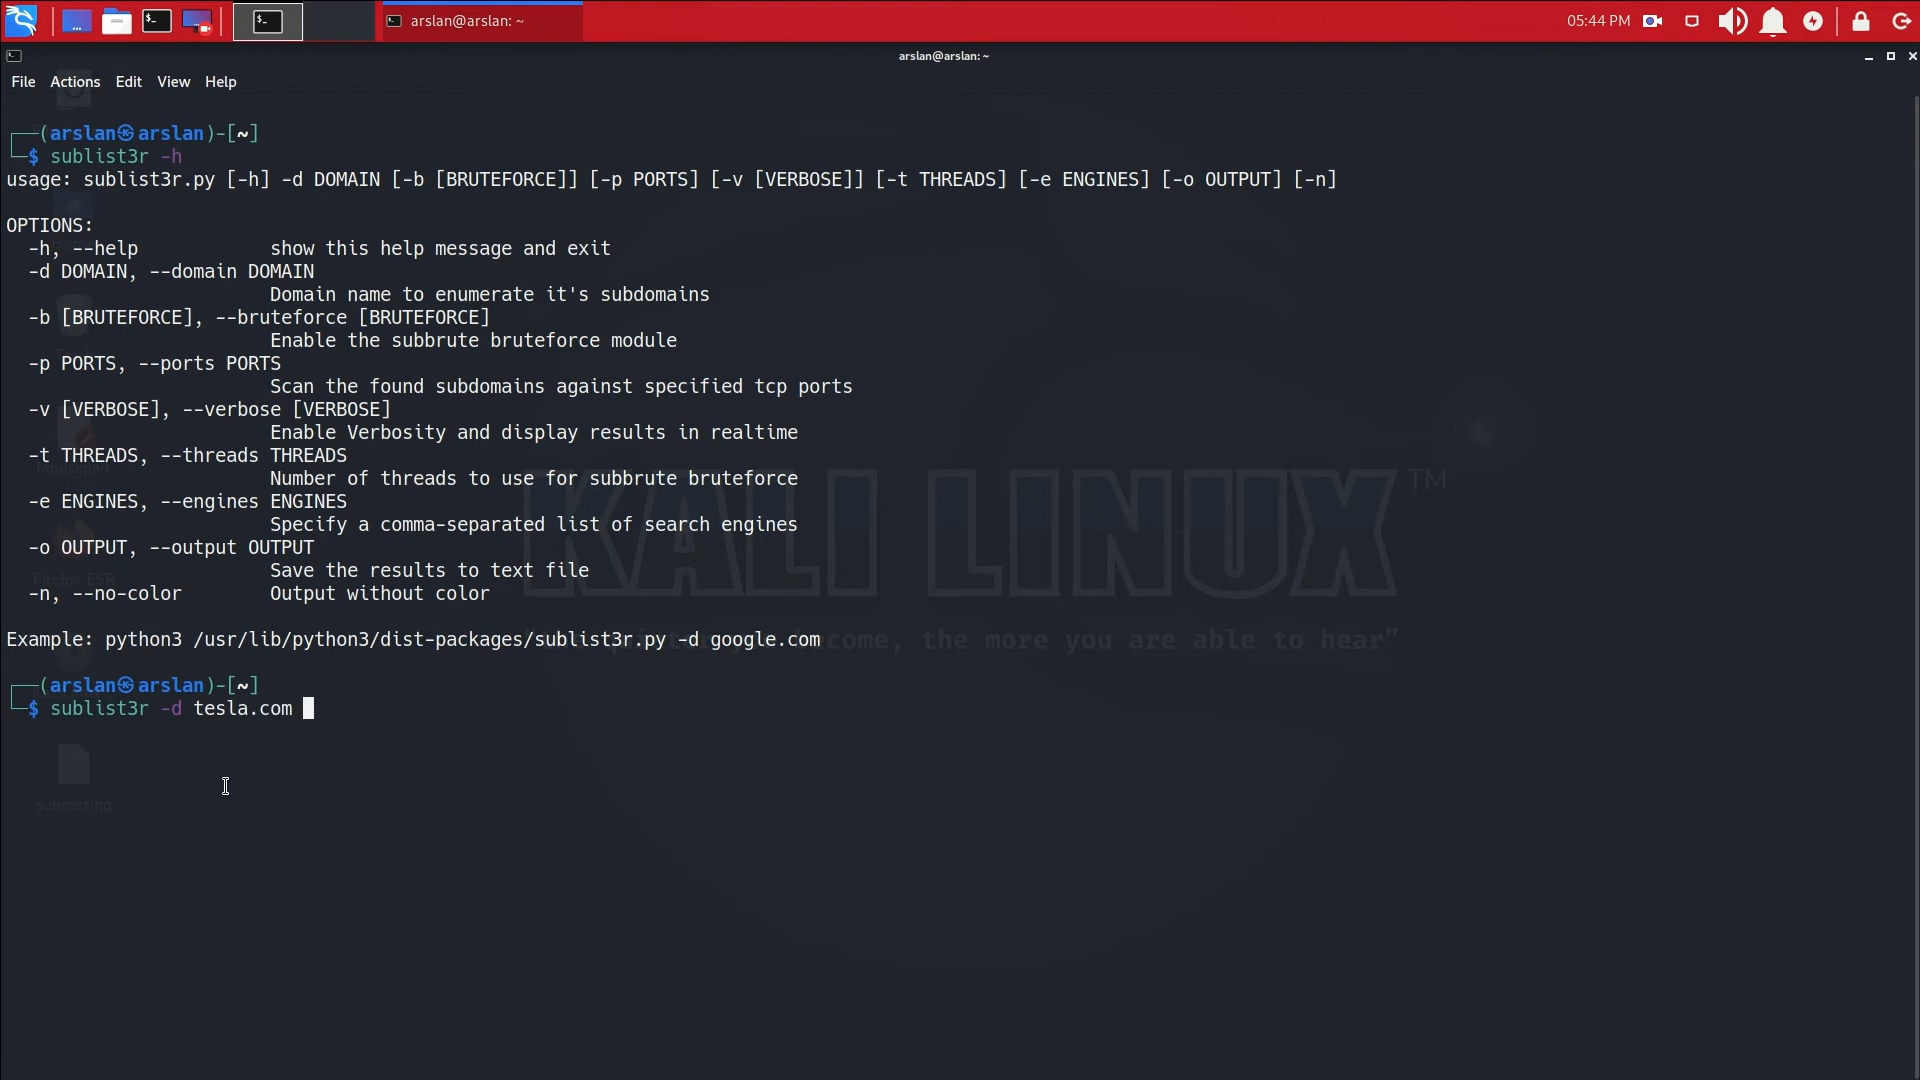 arslan@arslan: ~
05:44 PM
arslan@arslan: ~
File Actions Edit View Help
┌──(arslan㉿arslan)-[~]
└─$ sublist3r -h
usage: sublist3r.py [-h] -d DOMAIN [-b [BRUTEFORCE]] [-p PORTS] [-v [VERBOSE]] [-t THREADS] [-e ENGINES] [-o OUTPUT] [-n]
OPTIONS:
-h, --help show this help message and exit
-d DOMAIN, --domain DOMAIN
Domain name to enumerate it's subdomains
-b [BRUTEFORCE], --bruteforce [BRUTEFORCE]
Enable the subbrute bruteforce module
-p PORTS, --ports PORTS
Scan the found subdomains against specified tcp ports
-v [VERBOSE], --verbose [VERBOSE]
Enable Verbosity and display results in realtime
-t THREADS, --threads THREADS
Mousepad
Number of threads to use for subbrute bruteforce
KALI LINUX™
-e ENGINES, --engines ENGINES
Specify a comma-separated list of search engines
-o OUTPUT, --output OUTPUT
Save the results to text file
Firefox ESR
-n, --no-color Output without color
Example: python3 /usr/lib/python3/dist-packages/sublist3r.py -d google.com
become, the more you are able to hear”
┌──(arslan㉿arslan)-[~]
└─$ sublist3r -d tesla.com
subnetting